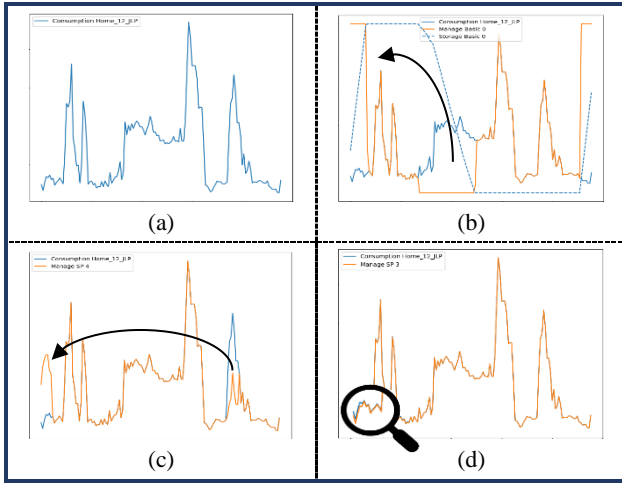 Consumption Home_12_JLP
(a)
Consumption Home_12_JLP
Manage Basic 0
Storage Basic 0
(b)
Consumption Home_12_JLP
Manage SP 4
(c)
Consumption Home_12_JLP
Manage SP 3
(d)